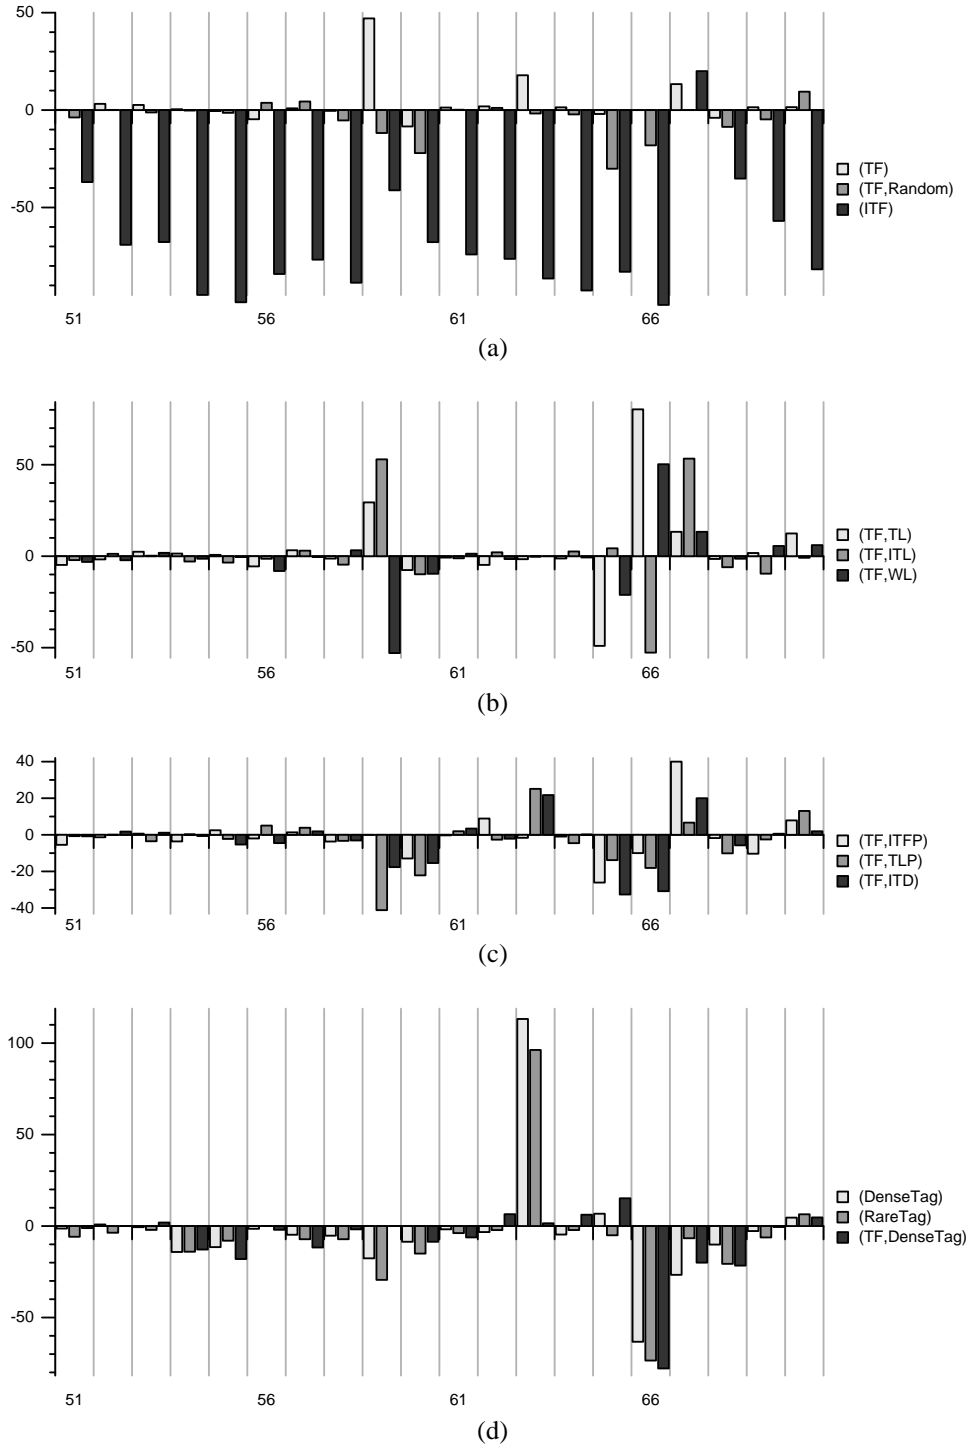 50
0
-50
(TF)
(TF,Random)
(ITF)
51 56 61 66
(a)
50
0
-50
(TF,TL)
(TF,ITL)
(TF,WL)
51 56 61 66
(b)
40
20
0
-20
-40
(TF,ITFP)
(TF,TLP)
(TF,ITD)
51 56 61 66
(c)
100
50
0
-50
(DenseTag)
(RareTag)
(TF,DenseTag)
51 56 61 66
(d)